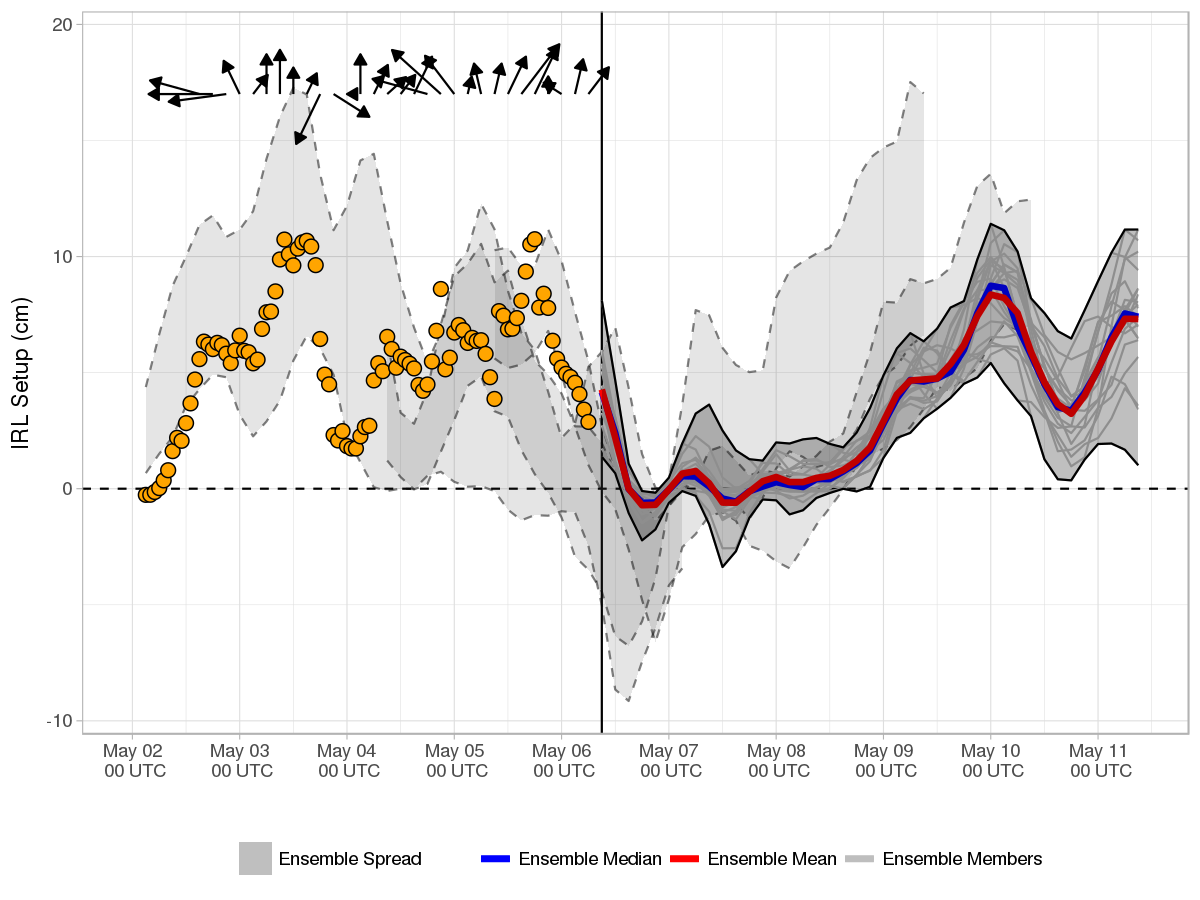 20
10
0
-10
IRL Setup (cm)
May 02 May 03 May 04 May 05 May 06 May 07 May 08 May 09 May 10 May 11
00 UTC 00 UTC 00 UTC 00 UTC 00 UTC 00 UTC 00 UTC 00 UTC 00 UTC 00 UTC
Ensemble Spread Ensemble Median Ensemble Mean Ensemble Members